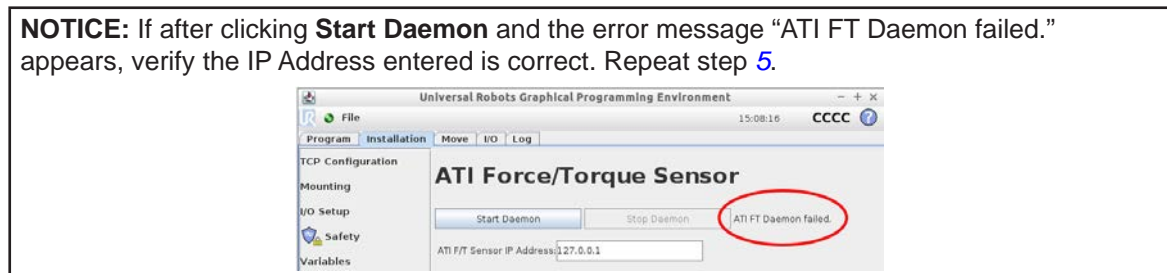 NOTICE: If after clicking Start Daemon and the error message “ATI FT Daemon failed.”
appears, verify the IP Address entered is correct. Repeat step 5.
Universal Robots Graphical Programming Environment - + ×
File 15:08:16 CCCC ?
Program Installation Move I/O Log
TCP Configuration
ATI Force/Torque Sensor
Mounting
I/O Setup
Start Daemon Stop Daemon ATI FT Daemon failed.
Safety
ATI F/T Sensor IP Address: 127.0.0.1
Variables